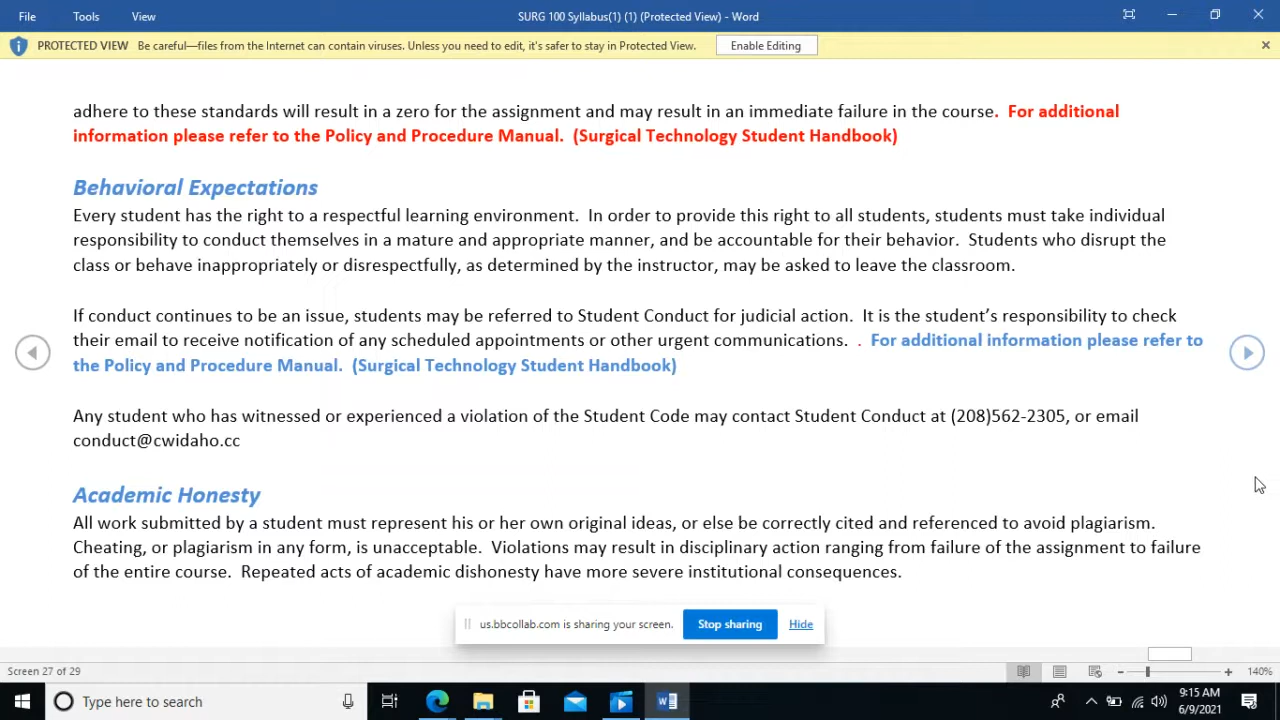 File Tools View SURG 100 Syllabus(1) (1) (Protected View) - Word
PROTECTED VIEW Be careful—files from the Internet can contain viruses. Unless you need to edit, it's safer to stay in Protected View. Enable Editing
adhere to these standards will result in a zero for the assignment and may result in an immediate failure in the course. For additional
information please refer to the Policy and Procedure Manual. (Surgical Technology Student Handbook)
Behavioral Expectations
Every student has the right to a respectful learning environment. In order to provide this right to all students, students must take individual
responsibility to conduct themselves in a mature and appropriate manner, and be accountable for their behavior. Students who disrupt the
class or behave inappropriately or disrespectfully, as determined by the instructor, may be asked to leave the classroom.
If conduct continues to be an issue, students may be referred to Student Conduct for judicial action. It is the student's responsibility to check
their email to receive notification of any scheduled appointments or other urgent communications. . For additional information please refer to
the Policy and Procedure Manual. (Surgical Technology Student Handbook)
Any student who has witnessed or experienced a violation of the Student Code may contact Student Conduct at (208)562-2305, or email
conduct@cwidaho.cc
Academic Honesty
All work submitted by a student must represent his or her own original ideas, or else be correctly cited and referenced to avoid plagiarism.
Cheating, or plagiarism in any form, is unacceptable. Violations may result in disciplinary action ranging from failure of the assignment to failure
of the entire course. Repeated acts of academic dishonesty have more severe institutional consequences.
us.bbcollab.com is sharing your screen. Stop sharing Hide
Screen 27 of 29 140%
Type here to search 9:15 AM
6/9/2021